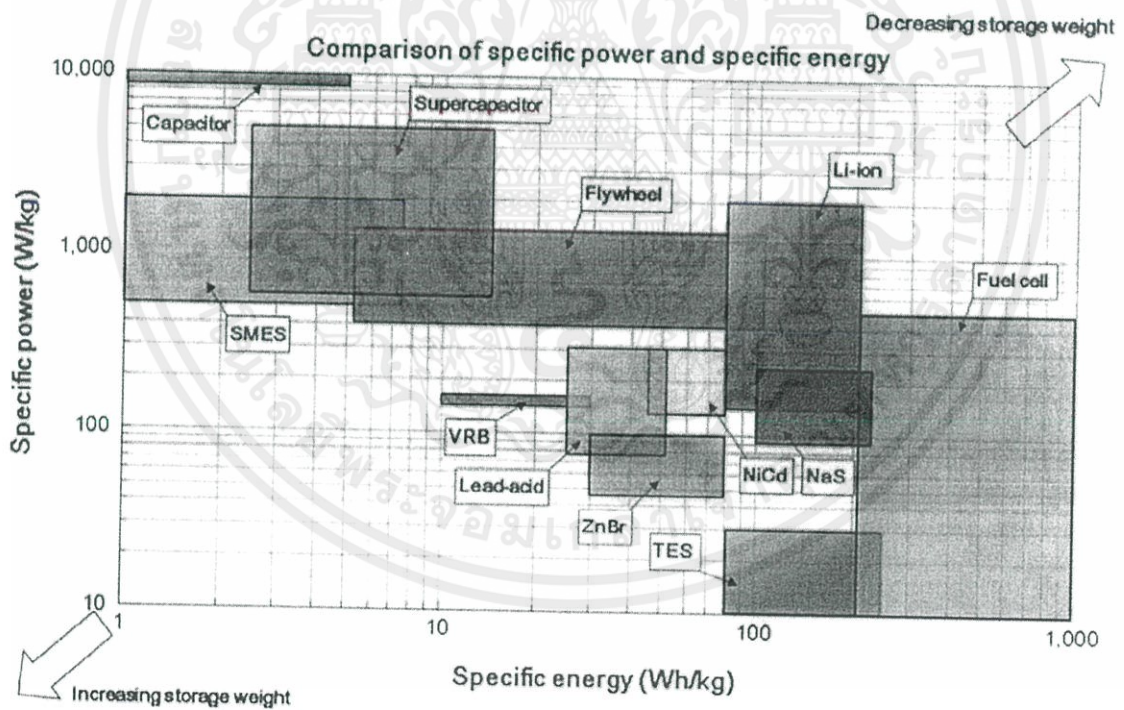 Decreasing storage weight
Comparison of specific power and specific energy
10,000
Capacitor
Supercapacitor
Li-ion
Flywheel
1,000
Fuel cell
SMES
Specific power (W/kg)
100
VRB
Lead-acid
NiCd
NaS
ZnBr
TES
10
1
10
100
1.000
Specific energy (Wh/kg)
Increasing storage weight